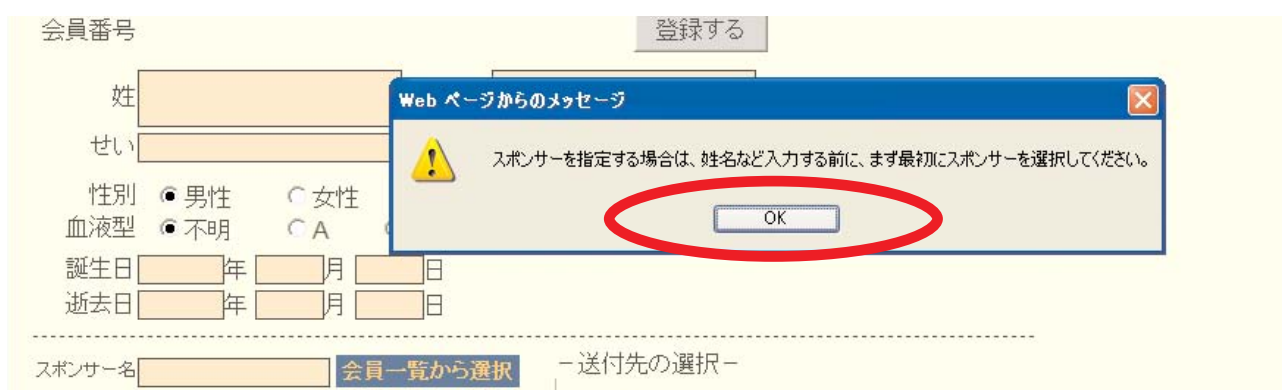 会員番号 登録する
姓
Web ページからのメッセージ
せい
スポンサーを指定する場合は、姓名など入力する前に、まず最初にスポンサーを選択してください。
性別 男性 女性
OK
血液型 不明 A
誕生日 年 月 日
逝去日 年 月 日
スポンサー名 会員一覧から選択 －送付先の選択－